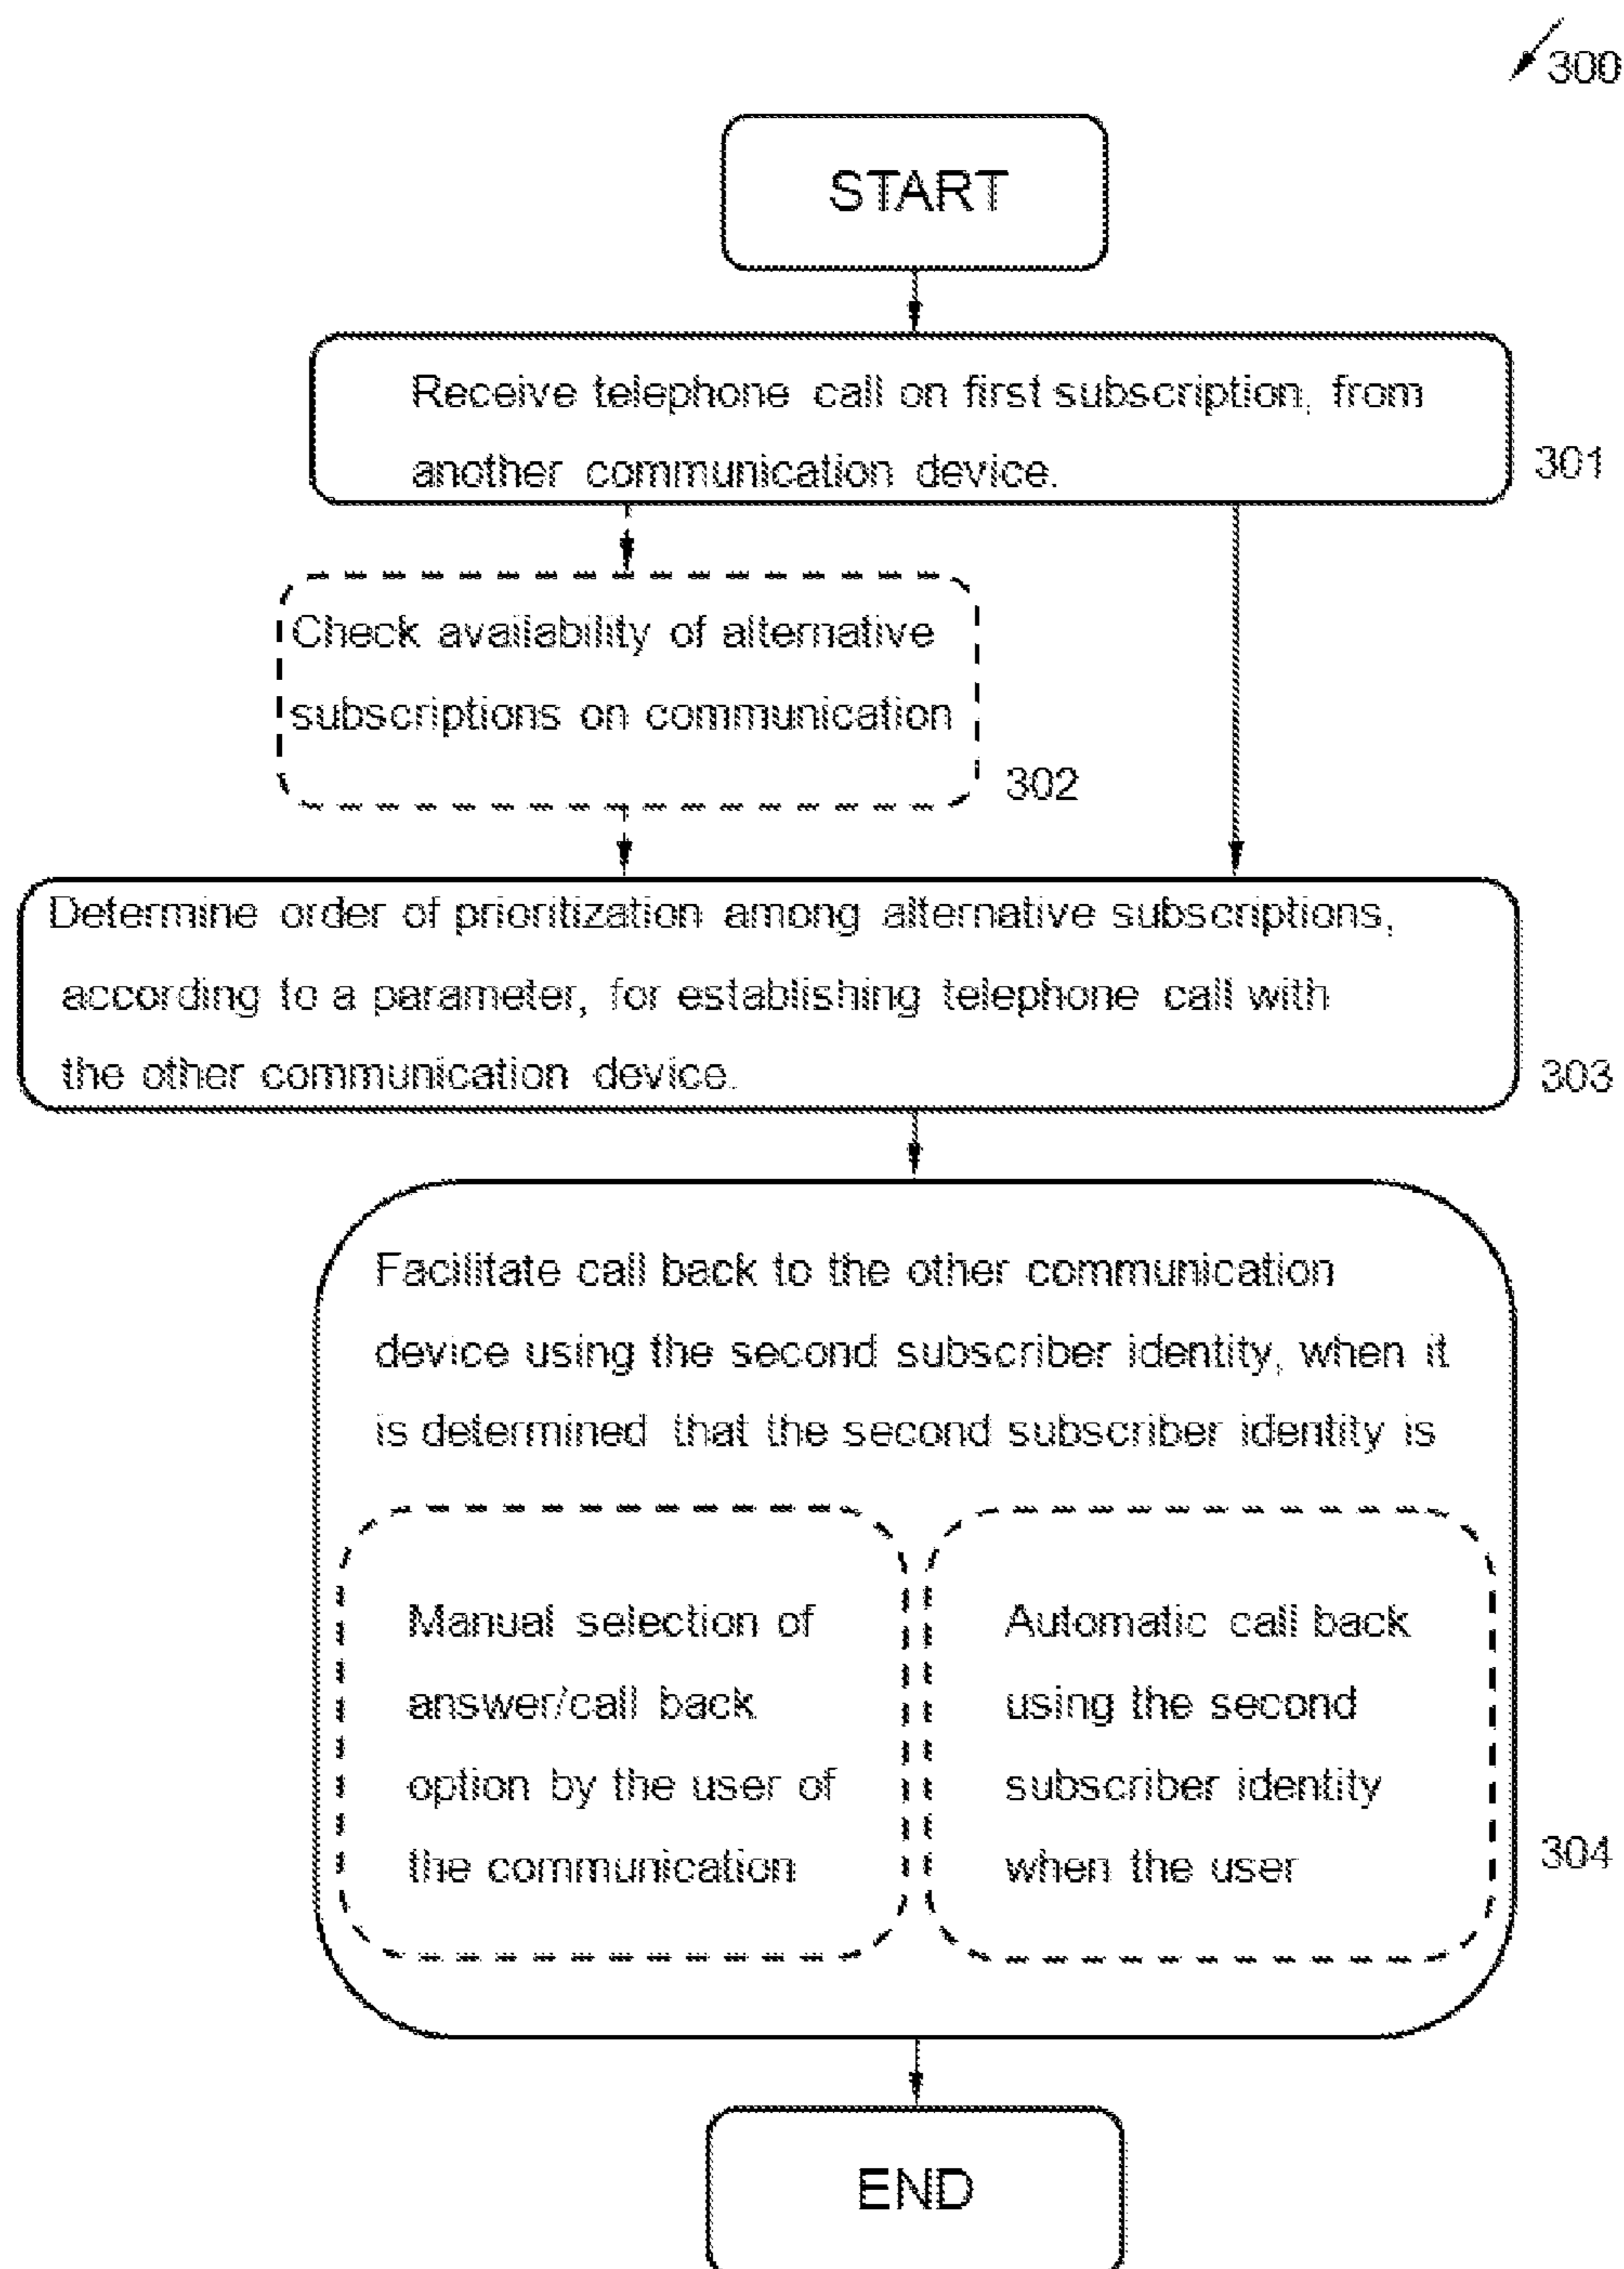 300
START
Receive telephone call on first subscription, from
another communication device.
301
Check availability of alternative
subscriptions on communication
302
Determine order of prioritization among alternative subscriptions,
according to a parameter, for establishing telephone call with
the other communication device.
303
Facilitate call back to the other communication
device using the second subscriber identity, when it
is determined that the second subscriber identity is
Manual selection of
answer/call back
option by the user of
the communication
Automatic call back
using the second
subscriber identity
when the user
304
END